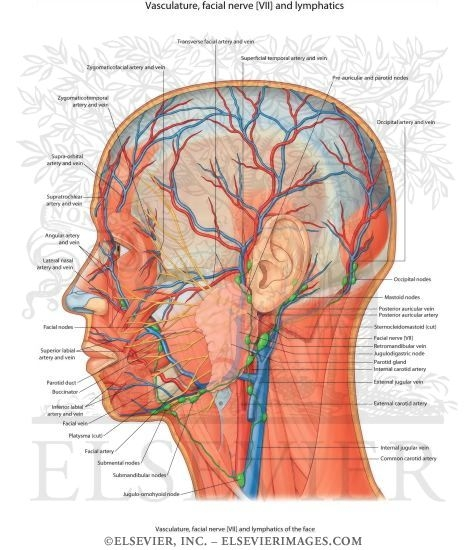 Vasculature, facial nerve [VII] and lymphatics
Transverse facial artery and vein
Superficial temporal artery and vein
Zygomaticofacial artery and vein
Pre-auricular and parotid nodes
Zygomaticotemporal
artery and vein
Occipital artery and vein
Supra-orbital
artery and vein
Supratrochlear
artery and vein
Angular artery
and vein
Lateral nasal
artery and vein
Occipital nodes
Mastoid nodes
Posterior auricular vein
Posterior auricular artery
Facial nodes
Sternocleidomastoid (cut)
Facial nerve [VII]
Retromandibular vein
Superior labial
artery and vein
Jugulodigastric node
Parotid gland
Internal carotid artery
Parotid duct
External jugular vein
Buccinator
Inferior labial
artery and vein
External carotid artery
Facial vein
Platysma (cut)
Facial artery
Internal jugular vein
Submental nodes
Common carotid artery
Submandibular nodes
Jugulo-omohyoid node
ELSEVIER
Vasculature, facial nerve [VII] and lymphatics of the face
©ELSEVIER, INC. – ELSEVIERIMAGES.COM